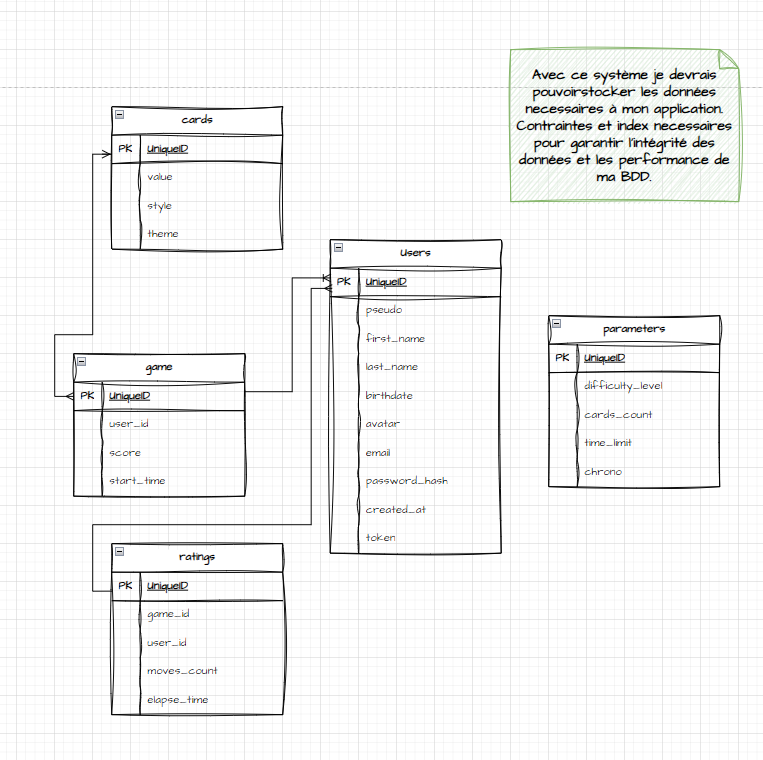 Avec ce système je devrais
pouvoirstocker les données
necessaires à mon application.
Contraintes et index necessaires
pour garantir l'intégrité des
données et les performance de
ma BDD.
cards
PK UniqueID
value
style
theme
Users
PK UniqueID
pseudo
first_name
last_name
birthdate
avatar
email
password_hash
created_at
token
parameters
PK UniqueID
difficulty_level
cards_count
time_limit
chrono
game
PK UniqueID
user_id
score
start_time
ratings
PK UniqueID
game_id
user_id
moves_count
elapse_time